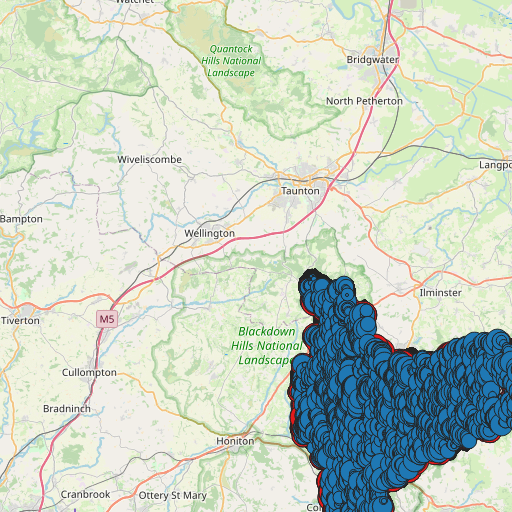 Watchet
Quantock
Hills National
Landscape
Bridgwater
North Petherton
Wiveliscombe
Langpo
Taunton
Bampton
Wellington
Ilminster
M5
Tiverton
Blackdown
Hills National
Landscape
Cullompton
Bradninch
Honiton
Cranbrook
Ottery St Mary
Co